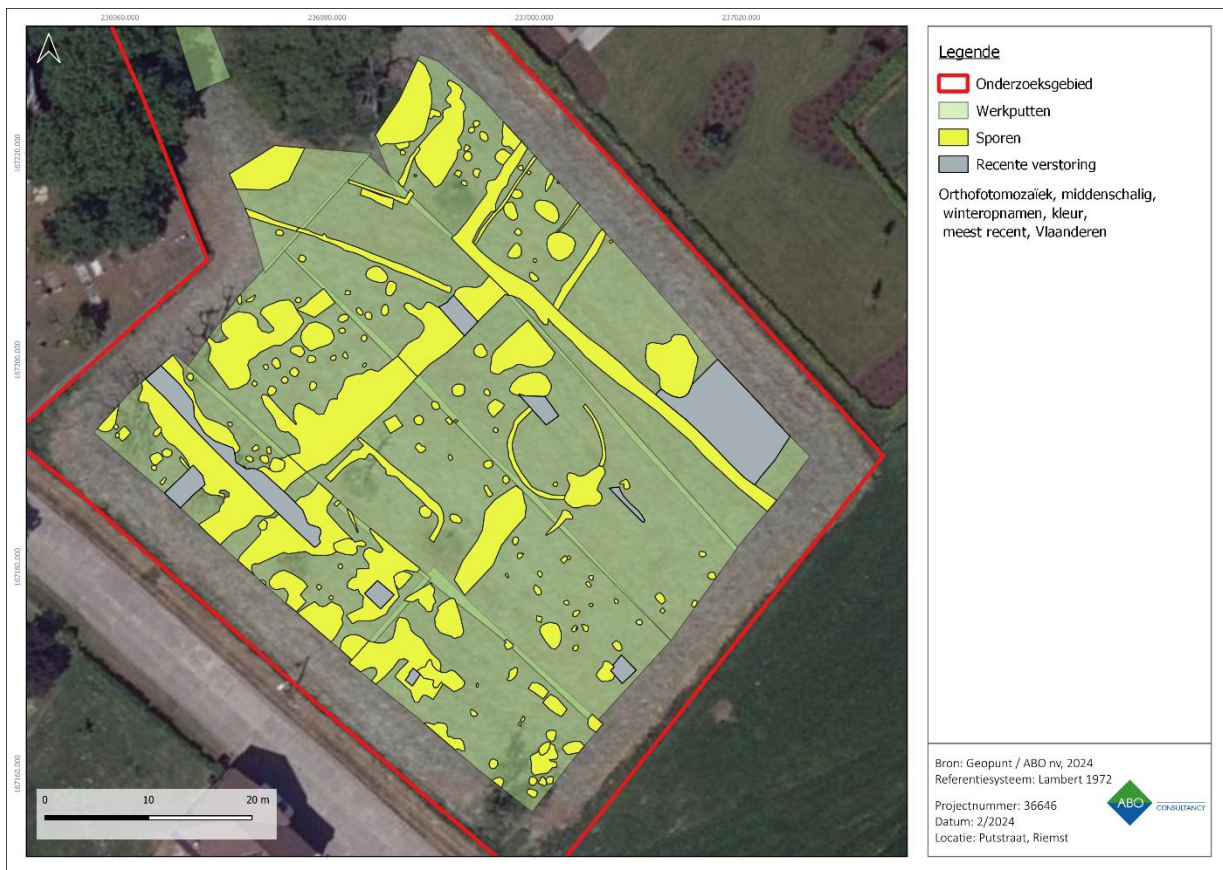 236960.000
236980.000
237000.000
237020.000
167220.000
167200.000
167180.000
167160.000
0
10
20 m
Legende
Onderzoeksgebied
Werkputten
Sporen
Recente verstoring
Orthofotomozaïek, middenschalig,
winteropnamen, kleur,
meest recent, Vlaanderen
Bron: Geopunt / ABO nv, 2024
Referentiesysteem: Lambert 1972
Projectnummer: 36646
Datum: 2/2024
Locatie: Putstraat, Riemst
ABO
CONSULTANCY